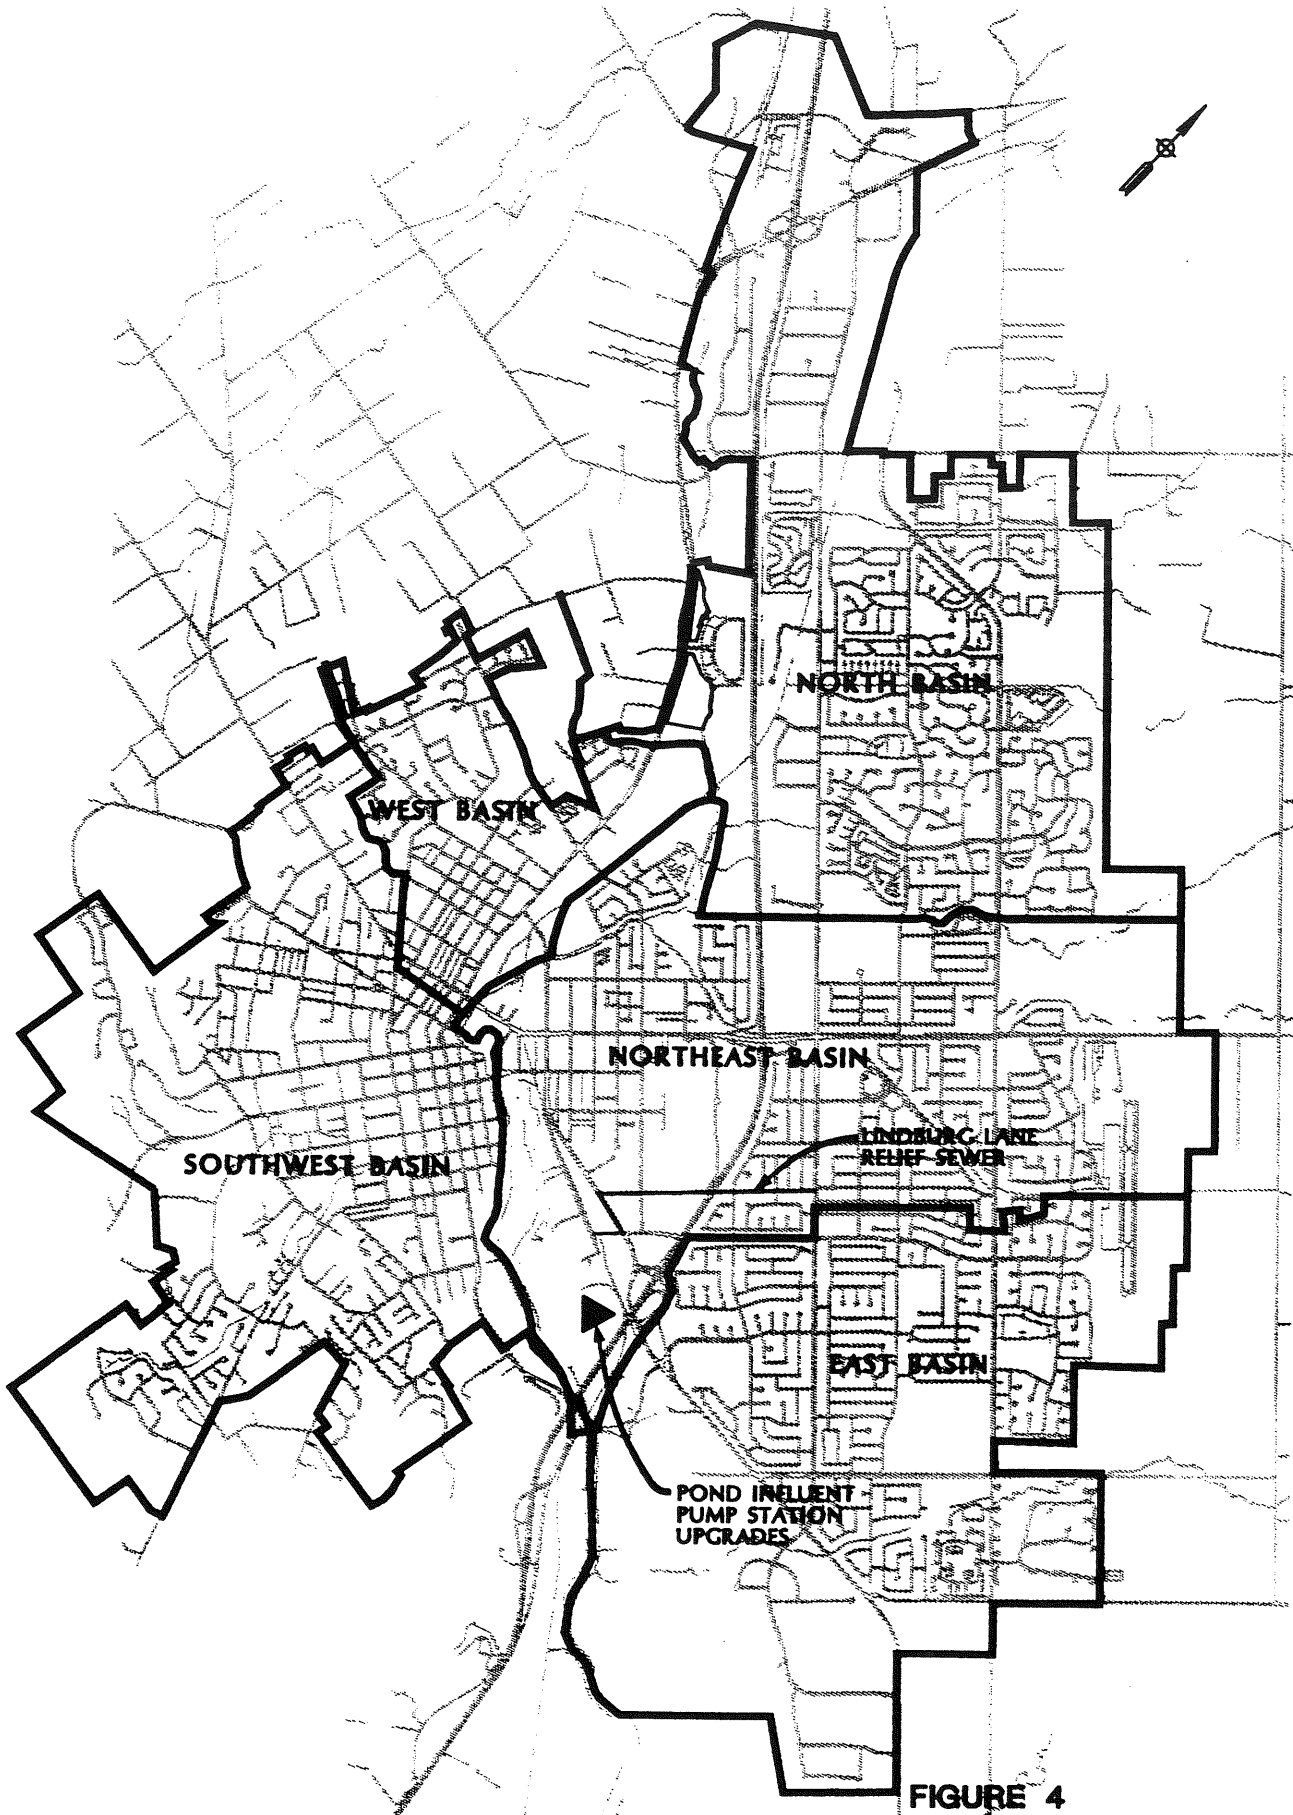 NORTH BASIN
WEST BASIN
NORTHEAST BASIN
LINDBURG LANE
RELIEF SEWER
SOUTHWEST BASIN
EAST BASIN
POND INFLUENT
PUMP STATION
UPGRADES
FIGURE 4